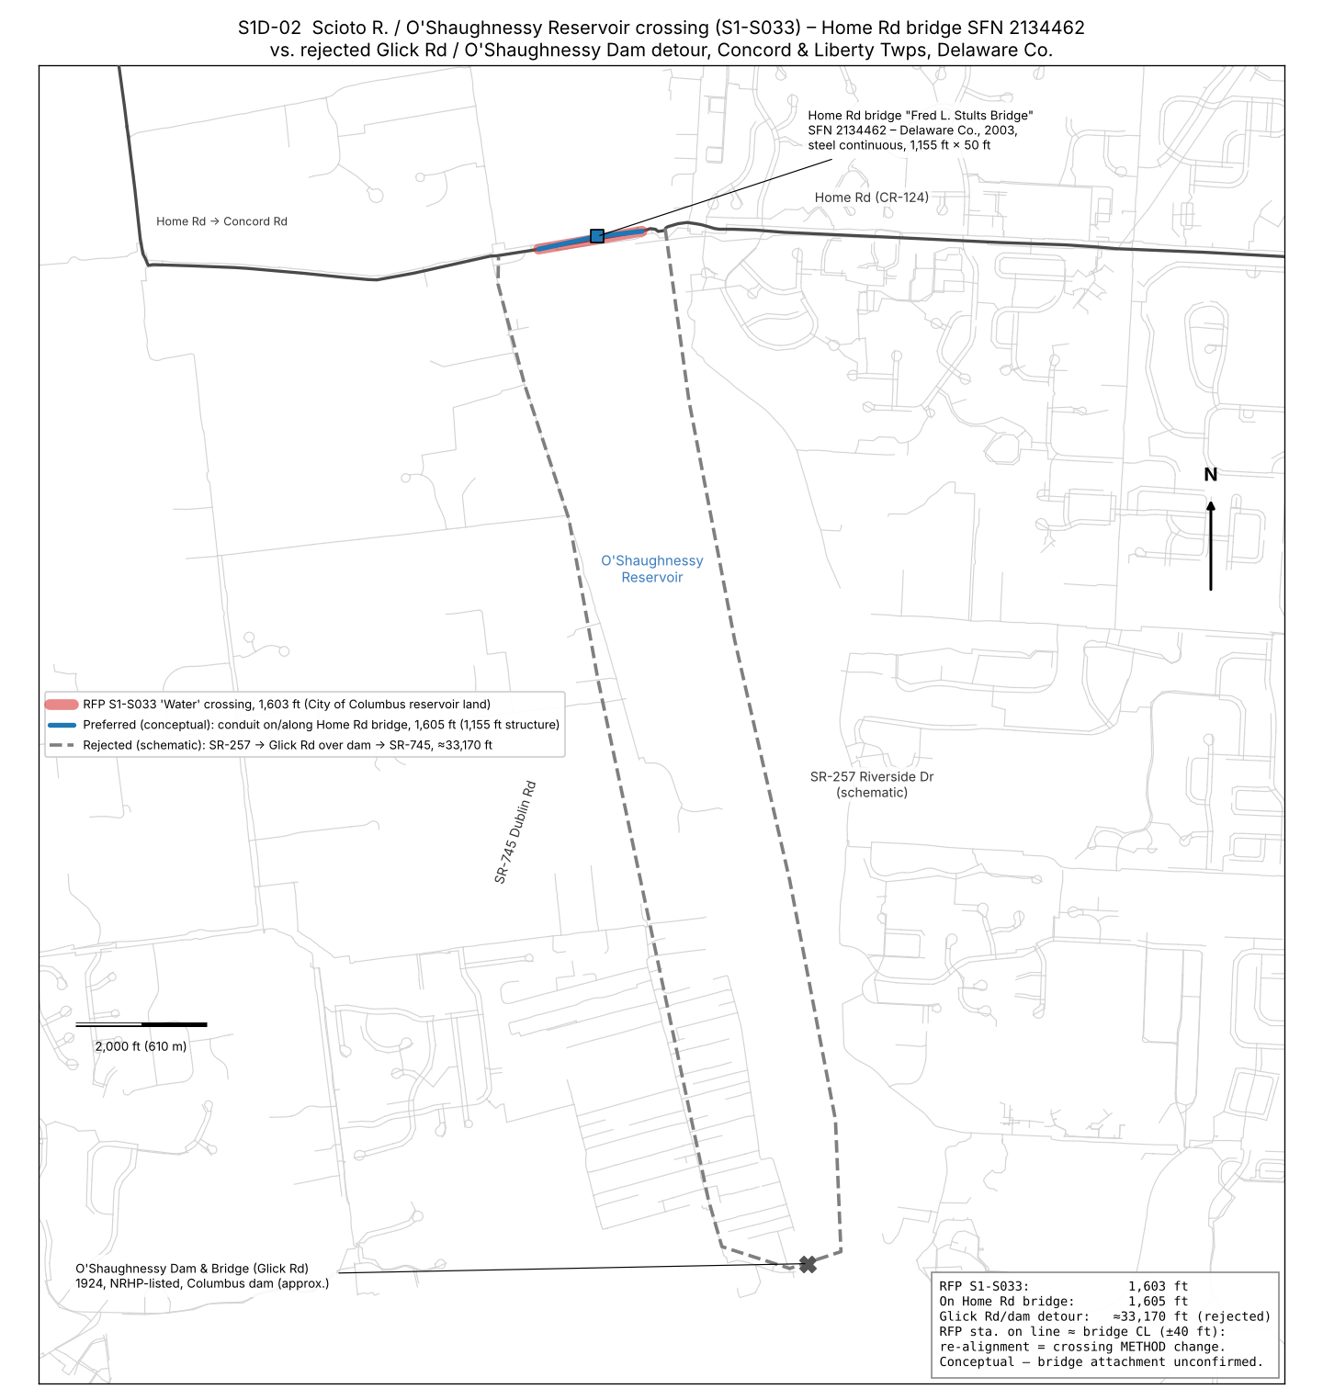 S1D-02 Scioto R. / O'Shaughnessy Reservoir crossing (S1-S033) – Home Rd bridge SFN 2134462
vs. rejected Glick Rd / O'Shaughnessy Dam detour, Concord & Liberty Twps, Delaware Co.
Home Rd bridge "Fred L. Stults Bridge"
SFN 2134462 – Delaware Co., 2003,
steel continuous, 1,155 ft × 50 ft
Home Rd (CR-124)
Home Rd → Concord Rd
N
O'Shaughnessy
Reservoir
RFP S1-S033 'Water' crossing, 1,603 ft (City of Columbus reservoir land)
Preferred (conceptual): conduit on/along Home Rd bridge, 1,605 ft (1,155 ft structure)
Rejected (schematic): SR-257 → Glick Rd over dam → SR-745, ≈33,170 ft
SR-257 Riverside Dr
(schematic)
SR-745 Dublin Rd
2,000 ft (610 m)
O'Shaughnessy Dam & Bridge (Glick Rd)
1924, NRHP-listed, Columbus dam (approx.)
RFP S1-S033: 1,603 ft
On Home Rd bridge: 1,605 ft
Glick Rd/dam detour: ≈33,170 ft (rejected)
RFP sta. on line ≈ bridge CL (±40 ft):
re-alignment = crossing METHOD change.
Conceptual — bridge attachment unconfirmed.